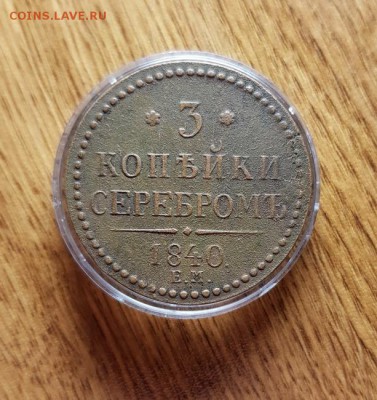 COINS.LAVE.RU
* 3 *
КОПѢЙКИ
СЕРЕБРОМЪ
1840.
Е.М.